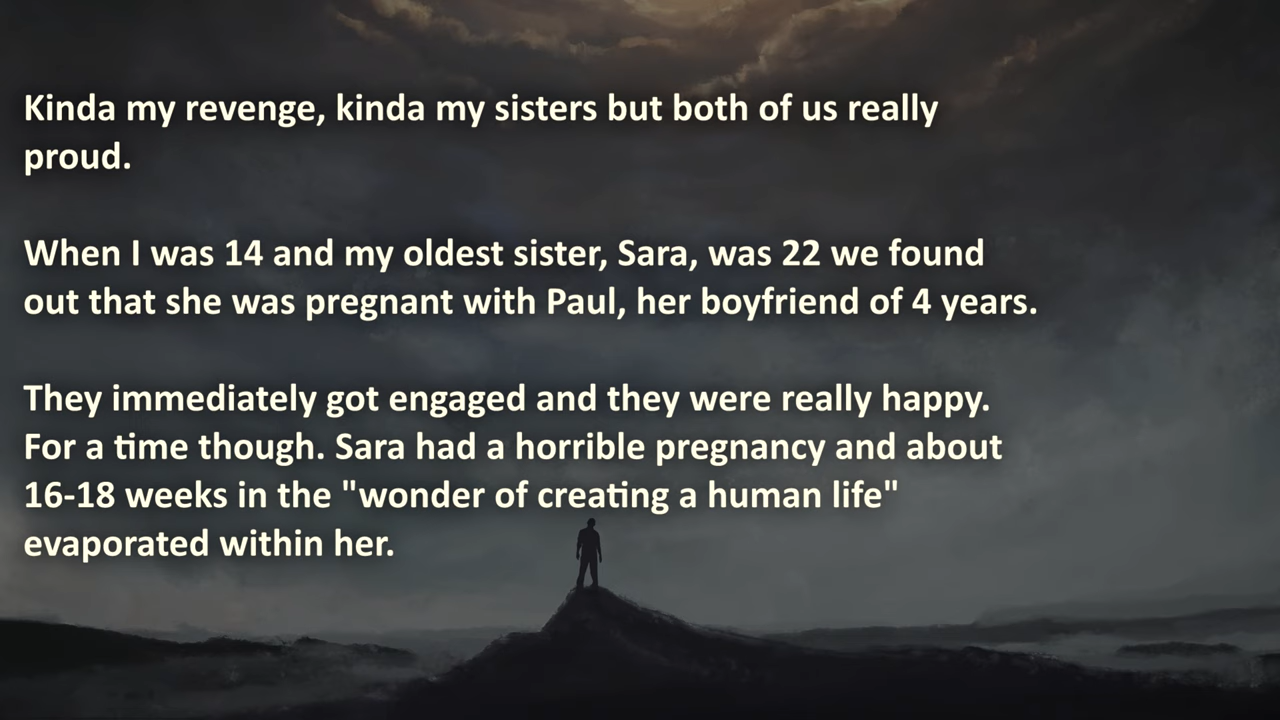 Kinda my revenge, kinda my sisters but both of us really
proud.
When I was 14 and my oldest sister, Sara, was 22 we found
out that she was pregnant with Paul, her boyfriend of 4 years.
They immediately got engaged and they were really happy.
For a time though. Sara had a horrible pregnancy and about
16-18 weeks in the "wonder of creating a human life"
evaporated within her.